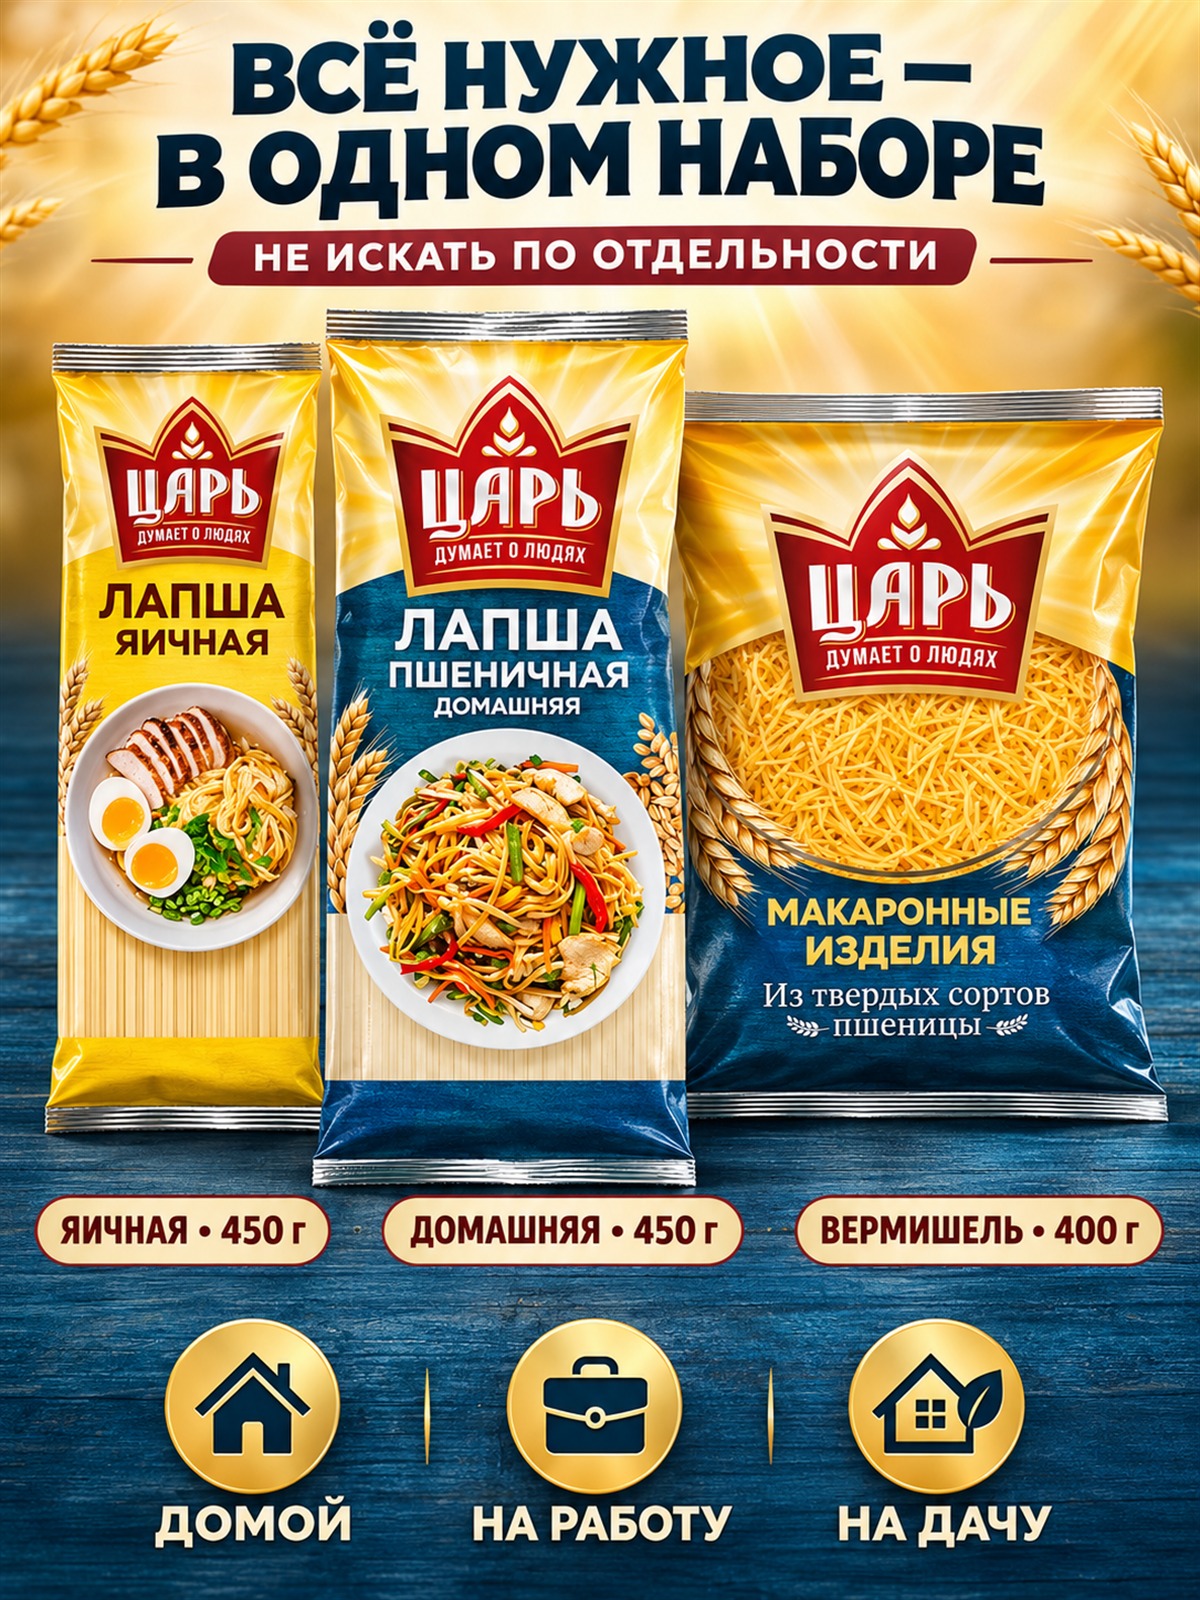 ВСЁ НУЖНОЕ –
В ОДНОМ НАБОРЕ
НЕ ИСКАТЬ ПО ОТДЕЛЬНОСТИ
ЦАРЬ
ДУМАЕТ О ЛЮДЯХ
ЛАПША
ЯИЧНАЯ
ЦАРЬ
ДУМАЕТ О ЛЮДЯХ
ЛАПША
ПШЕНИЧНАЯ
ДОМАШНЯЯ
ЦАРЬ
ДУМАЕТ О ЛЮДЯХ
МАКАРОННЫЕ
ИЗДЕЛИЯ
Из твердых сортов
пшеницы
ЯИЧНАЯ • 450 г
ДОМАШНЯЯ • 450 г
ВЕРМИШЕЛЬ • 400 г
ДОМОЙ
НА РАБОТУ
НА ДАЧУ